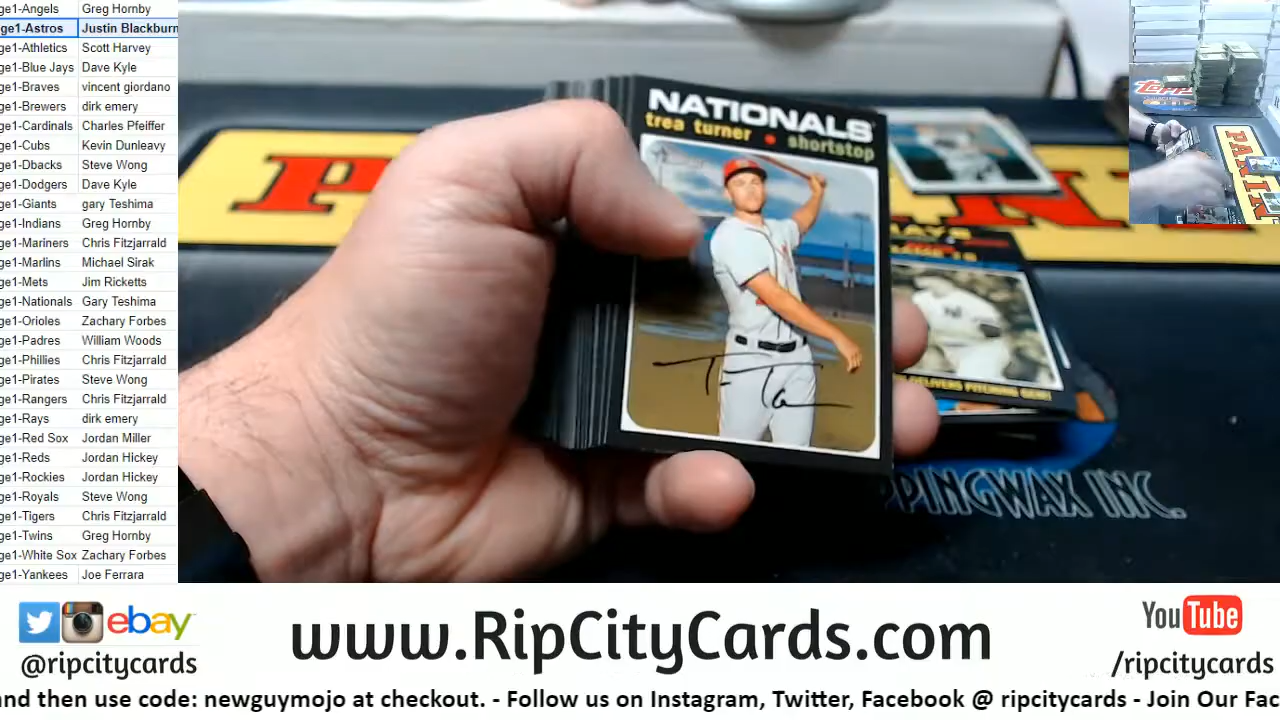 ge1-Angels Greg Hornby
ge1-Astros Justin Blackburn
ge1-Athletics Scott Harvey
ge1-Blue Jays Dave Kyle
ge1-Braves vincent giordano
ge1-Brewers dirk emery
ge1-Cardinals Charles Pfeiffer
ge1-Cubs Kevin Dunleavy
ge1-Dbacks Steve Wong
ge1-Dodgers Dave Kyle
ge1-Giants gary Teshima
ge1-Indians Greg Hornby
ge1-Mariners Chris Fitzjarrald
ge1-Marlins Michael Sirak
ge1-Mets Jim Ricketts
ge1-Nationals Gary Teshima
ge1-Orioles Zachary Forbes
ge1-Padres William Woods
ge1-Phillies Chris Fitzjarrald
ge1-Pirates Steve Wong
ge1-Rangers Chris Fitzjarrald
ge1-Rays dirk emery
ge1-Red Sox Jordan Miller
ge1-Reds Jordan Hickey
ge1-Rockies Jordan Hickey
ge1-Royals Steve Wong
ge1-Tigers Chris Fitzjarrald
ge1-Twins Greg Hornby
ge1-White Sox Zachary Forbes
ge1-Yankees Joe Ferrara
NATIONALS
trea turner • shortstop
DELIVERS PITCHING GEM!
PPINGWAX INC.
Topps
PANIN
ebay
@ripcitycards
www.RipCityCards.com
YouTube
/ripcitycards
nd then use code: newguymojo at checkout. - Follow us on Instagram, Twitter, Facebook @ ripcitycards - Join Our Fac